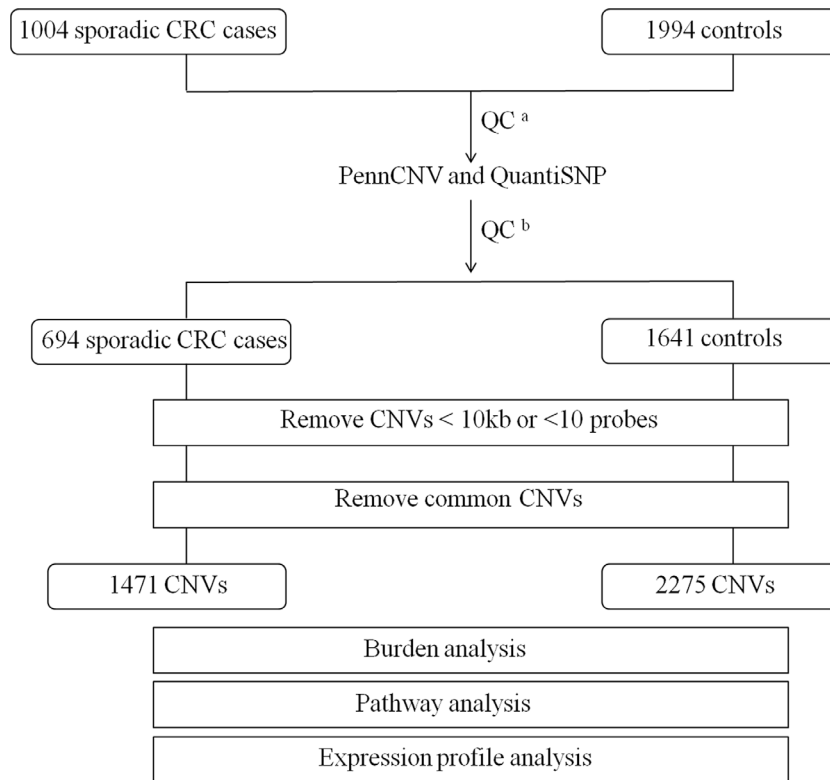 1004 sporadic CRC cases
1994 controls
QC a
PennCNV and QuantiSNP
QC b
694 sporadic CRC cases
1641 controls
Remove CNVs < 10kb or <10 probes
Remove common CNVs
1471 CNVs
2275 CNVs
Burden analysis
Pathway analysis
Expression profile analysis